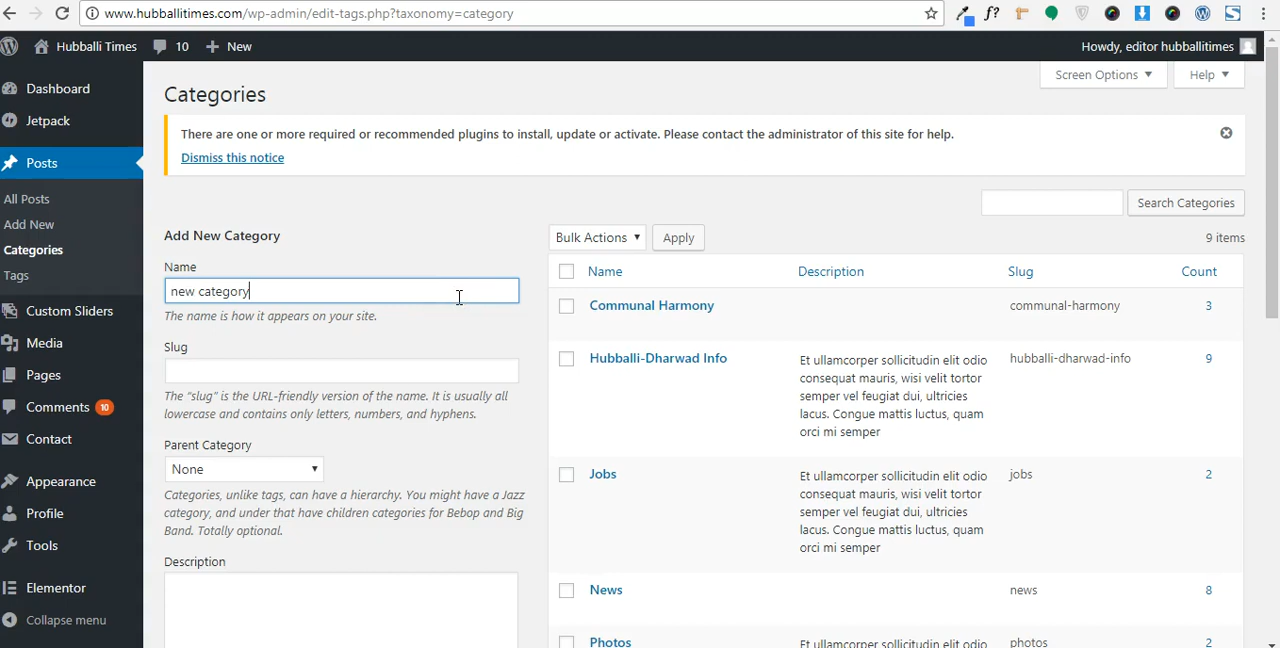 www.hubballitimes.com/wp-admin/edit-tags.php?taxonomy=category
f?
Hubballi Times
10
New
Howdy, editor hubballitimes
Dashboard
Jetpack
Posts
All Posts
Add New
Categories
Tags
Custom Sliders
Media
Pages
Comments 10
Contact
Appearance
Profile
Tools
Elementor
Collapse menu
Screen Options
Help
Categories
There are one or more required or recommended plugins to install, update or activate. Please contact the administrator of this site for help.
Dismiss this notice
Search Categories
Add New Category
Name
new category
The name is how it appears on your site.
Slug
The "slug" is the URL-friendly version of the name. It is usually all
lowercase and contains only letters, numbers, and hyphens.
Parent Category
None
Categories, unlike tags, can have a hierarchy. You might have a Jazz
category, and under that have children categories for Bebop and Big
Band. Totally optional.
Description
Bulk Actions
Apply
9 items
Name Description Slug Count
Communal Harmony communal-harmony 3
Hubballi-Dharwad Info Et ullamcorper sollicitudin elit odio hubballi-dharwad-info 9
consequat mauris, wisi velit tortor
semper vel feugiat dui, ultricies
lacus. Congue mattis luctus, quam
orci mi semper
Jobs Et ullamcorper sollicitudin elit odio jobs 2
consequat mauris, wisi velit tortor
semper vel feugiat dui, ultricies
lacus. Congue mattis luctus, quam
orci mi semper
News news 8
Photos Et ullamcorper sollicitudin elit odio photos 2